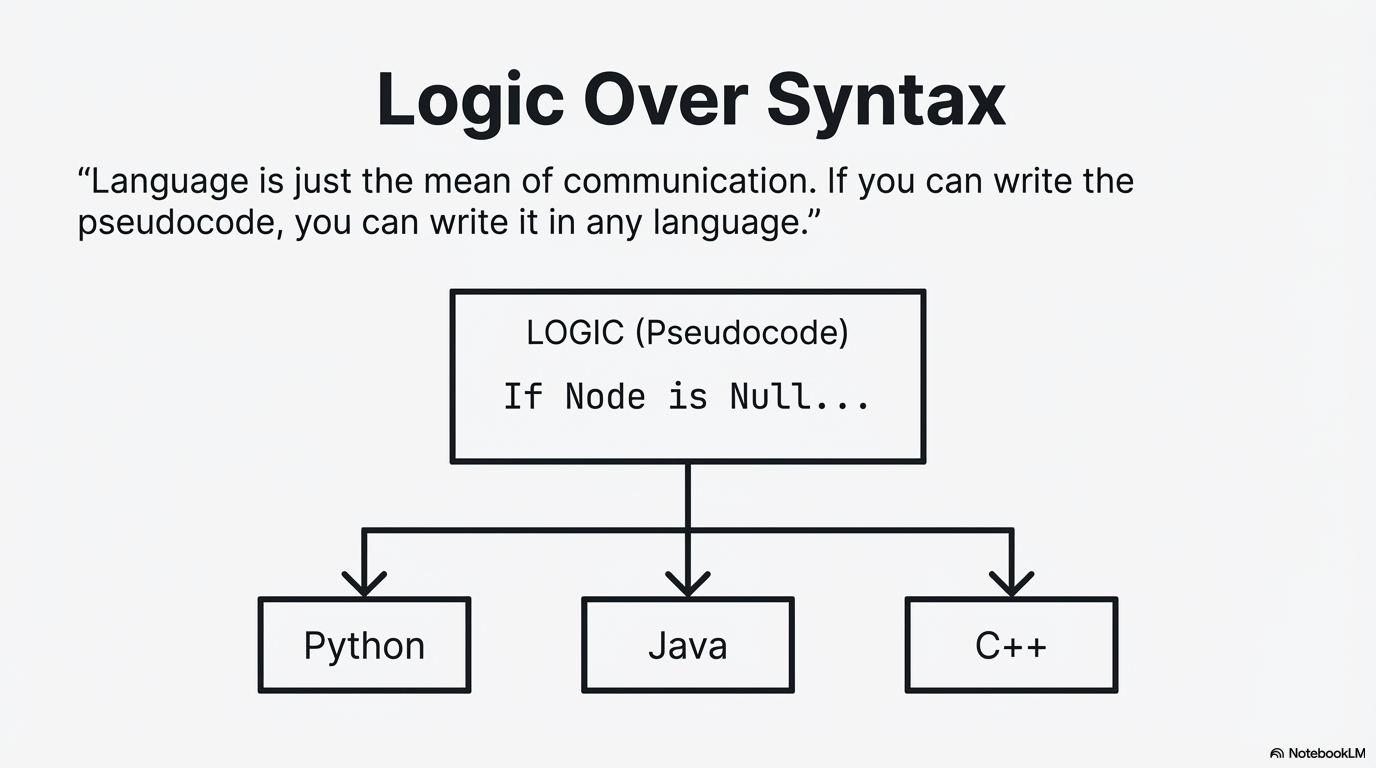 Logic Over Syntax
“Language is just the mean of communication. If you can write the
pseudocode, you can write it in any language.”
LOGIC (Pseudocode)
If Node is Null...
Python
Java
C++
NotebookLM